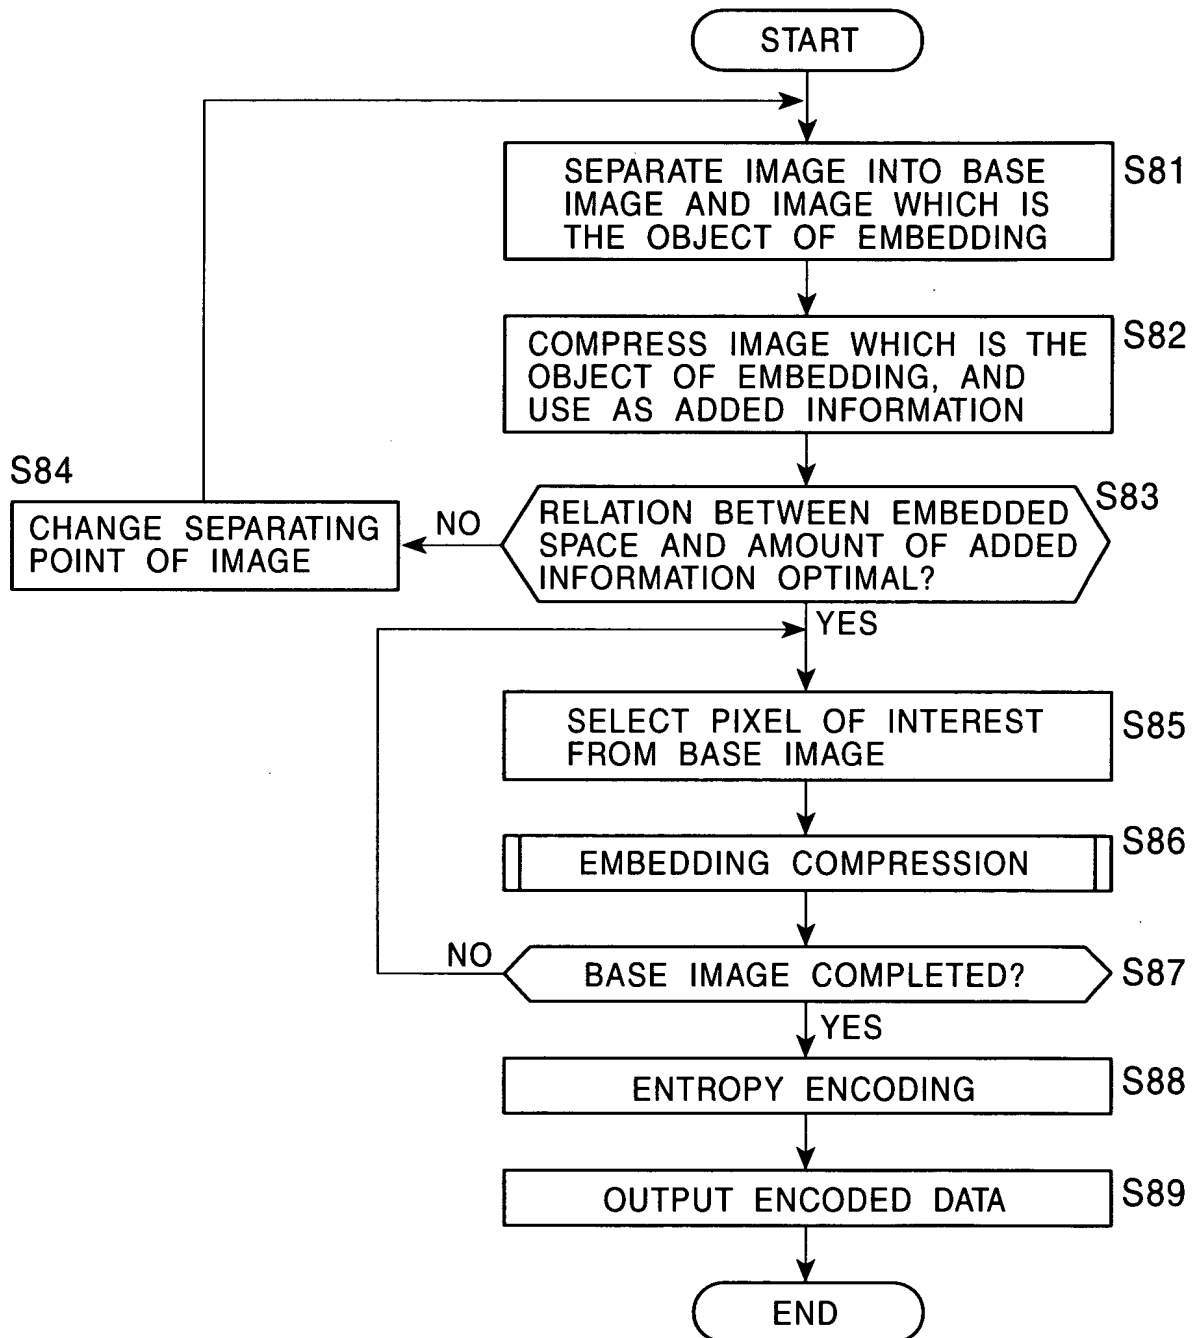 START
SEPARATE IMAGE INTO BASE
IMAGE AND IMAGE WHICH IS
THE OBJECT OF EMBEDDING
S81
COMPRESS IMAGE WHICH IS THE
OBJECT OF EMBEDDING, AND
USE AS ADDED INFORMATION
S82
S84
CHANGE SEPARATING
POINT OF IMAGE
NO
RELATION BETWEEN EMBEDDED
SPACE AND AMOUNT OF ADDED
INFORMATION OPTIMAL?
S83
YES
SELECT PIXEL OF INTEREST
FROM BASE IMAGE
S85
EMBEDDING COMPRESSION
S86
NO
BASE IMAGE COMPLETED?
S87
YES
ENTROPY ENCODING
S88
OUTPUT ENCODED DATA
S89
END